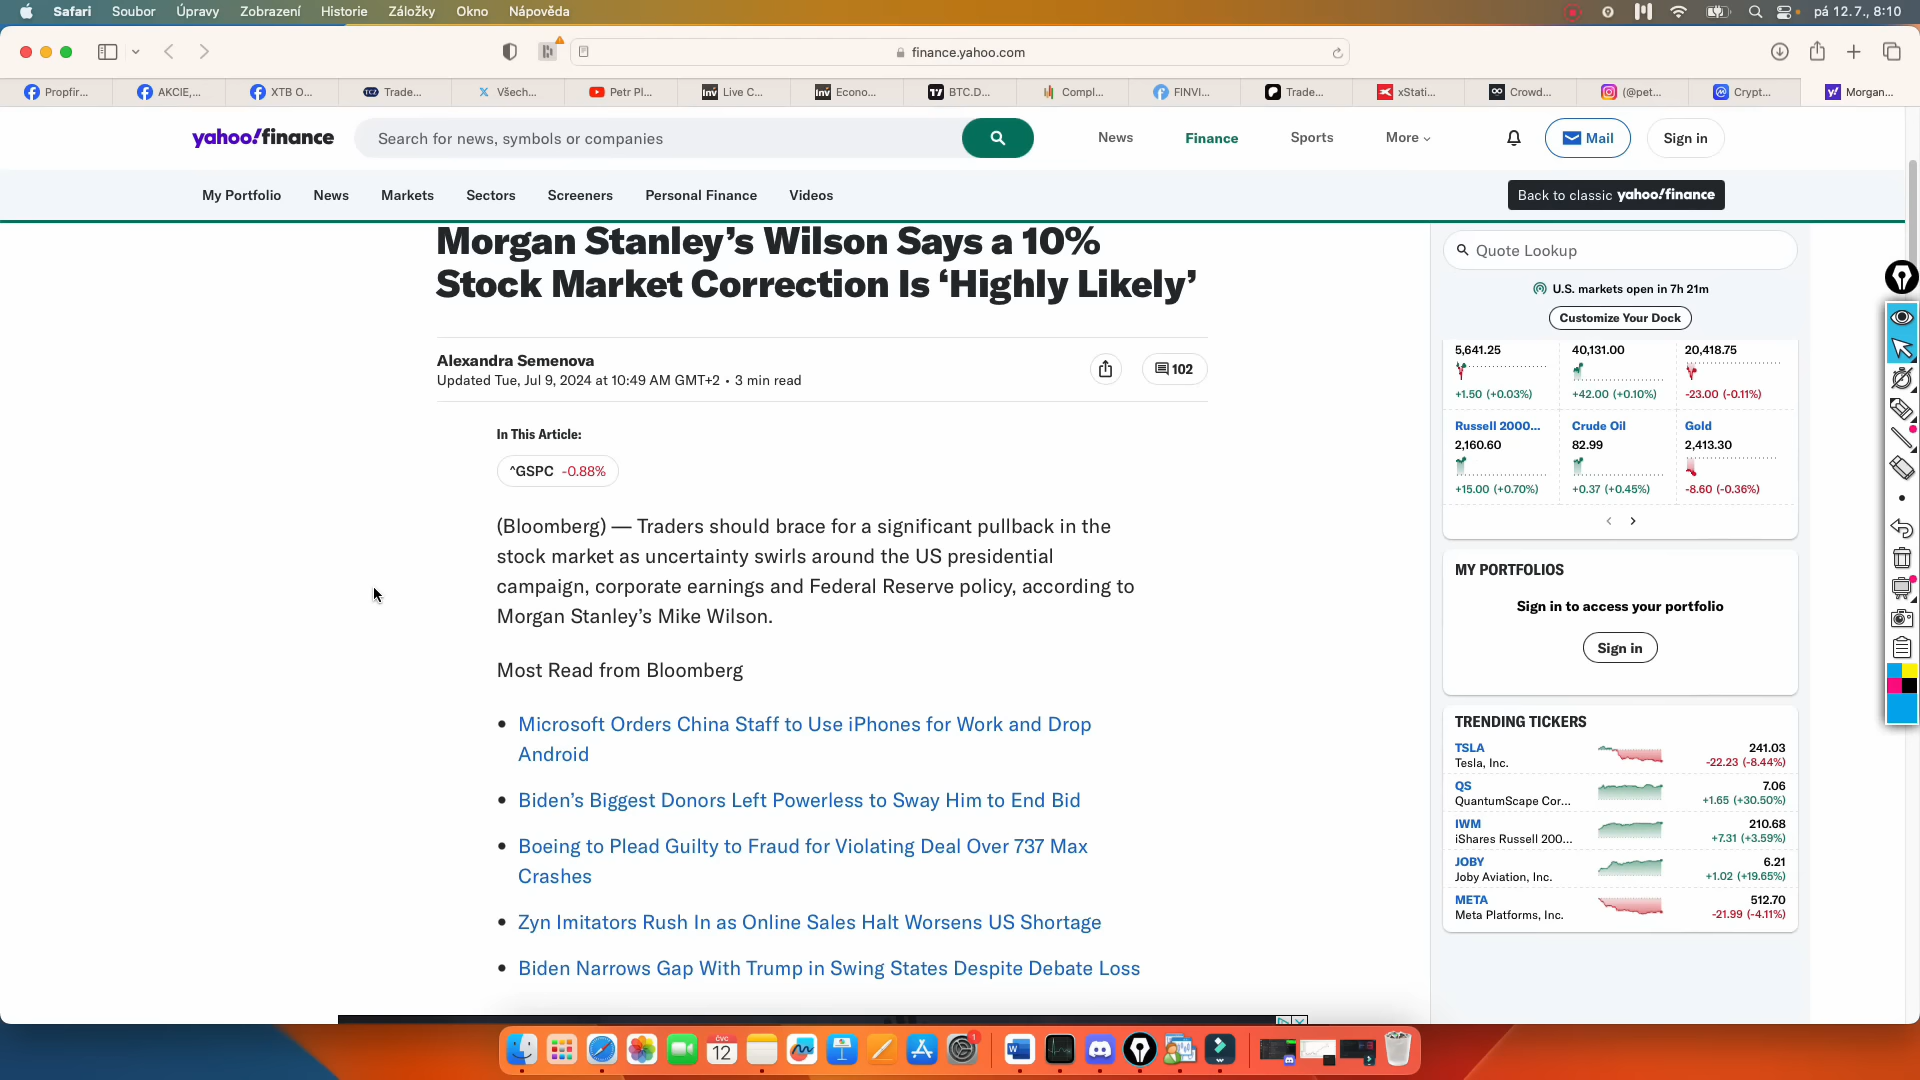 Safari Soubor Úpravy Zobrazení Historie Záložky Okno Nápověda pá 12.7., 8:10
finance.yahoo.com
Propfir... AKCIE,... XTB O... Trade... Všech... Petr Pl... Live C... Econo... BTC.D... Compl... FINVI... Trade... xStati... Crowd... (@pet... Crypt... Morgan...
yahoo!finance Search for news, symbols or companies News Finance Sports More Mail Sign in
My Portfolio News Markets Sectors Screeners Personal Finance Videos Back to classic yahoo!finance
Morgan Stanley’s Wilson Says a 10%
Stock Market Correction Is ‘Highly Likely’
Alexandra Semenova
Updated Tue, Jul 9, 2024 at 10:49 AM GMT+2 • 3 min read
102
In This Article:
^GSPC -0.88%
(Bloomberg) — Traders should brace for a significant pullback in the
stock market as uncertainty swirls around the US presidential
campaign, corporate earnings and Federal Reserve policy, according to
Morgan Stanley’s Mike Wilson.
Most Read from Bloomberg
• Microsoft Orders China Staff to Use iPhones for Work and Drop
Android
• Biden’s Biggest Donors Left Powerless to Sway Him to End Bid
• Boeing to Plead Guilty to Fraud for Violating Deal Over 737 Max
Crashes
• Zyn Imitators Rush In as Online Sales Halt Worsens US Shortage
• Biden Narrows Gap With Trump in Swing States Despite Debate Loss
Quote Lookup
U.S. markets open in 7h 21m
Customize Your Dock
5,641.25 40,131.00 20,418.75
+1.50 (+0.03%) +42.00 (+0.10%) -23.00 (-0.11%)
Russell 2000... Crude Oil Gold
2,160.60 82.99 2,413.30
+15.00 (+0.70%) +0.37 (+0.45%) -8.60 (-0.36%)
MY PORTFOLIOS
Sign in to access your portfolio
Sign in
TRENDING TICKERS
TSLA 241.03
Tesla, Inc. -22.23 (-8.44%)
QS 7.06
QuantumScape Cor... +1.65 (+30.50%)
IWM 210.68
iShares Russell 200... +7.31 (+3.59%)
JOBY 6.21
Joby Aviation, Inc. +1.02 (+19.65%)
META 512.70
Meta Platforms, Inc. -21.99 (-4.11%)
ČVC
12